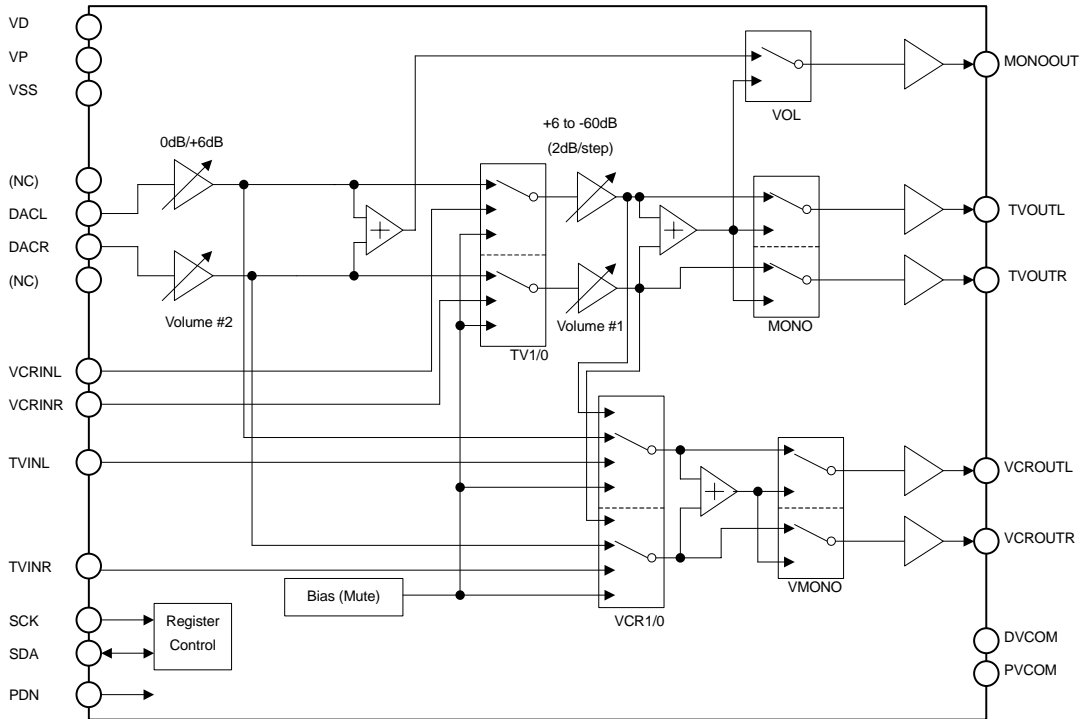 VD
VP
VSS
(NC)
DACL
DACR
(NC)
VCRINL
VCRINR
TVINL
TVINR
SCK
SDA
PDN
0dB/+6dB
Volume #2
+6 to -60dB
(2dB/step)
Volume #1
TV1/0
VOL
MONO
VCR1/0
VMONO
Bias (Mute)
Register
Control
MONOOUT
TVOUTL
TVOUTR
VCROUTL
VCROUTR
DVCOM
PVCOM